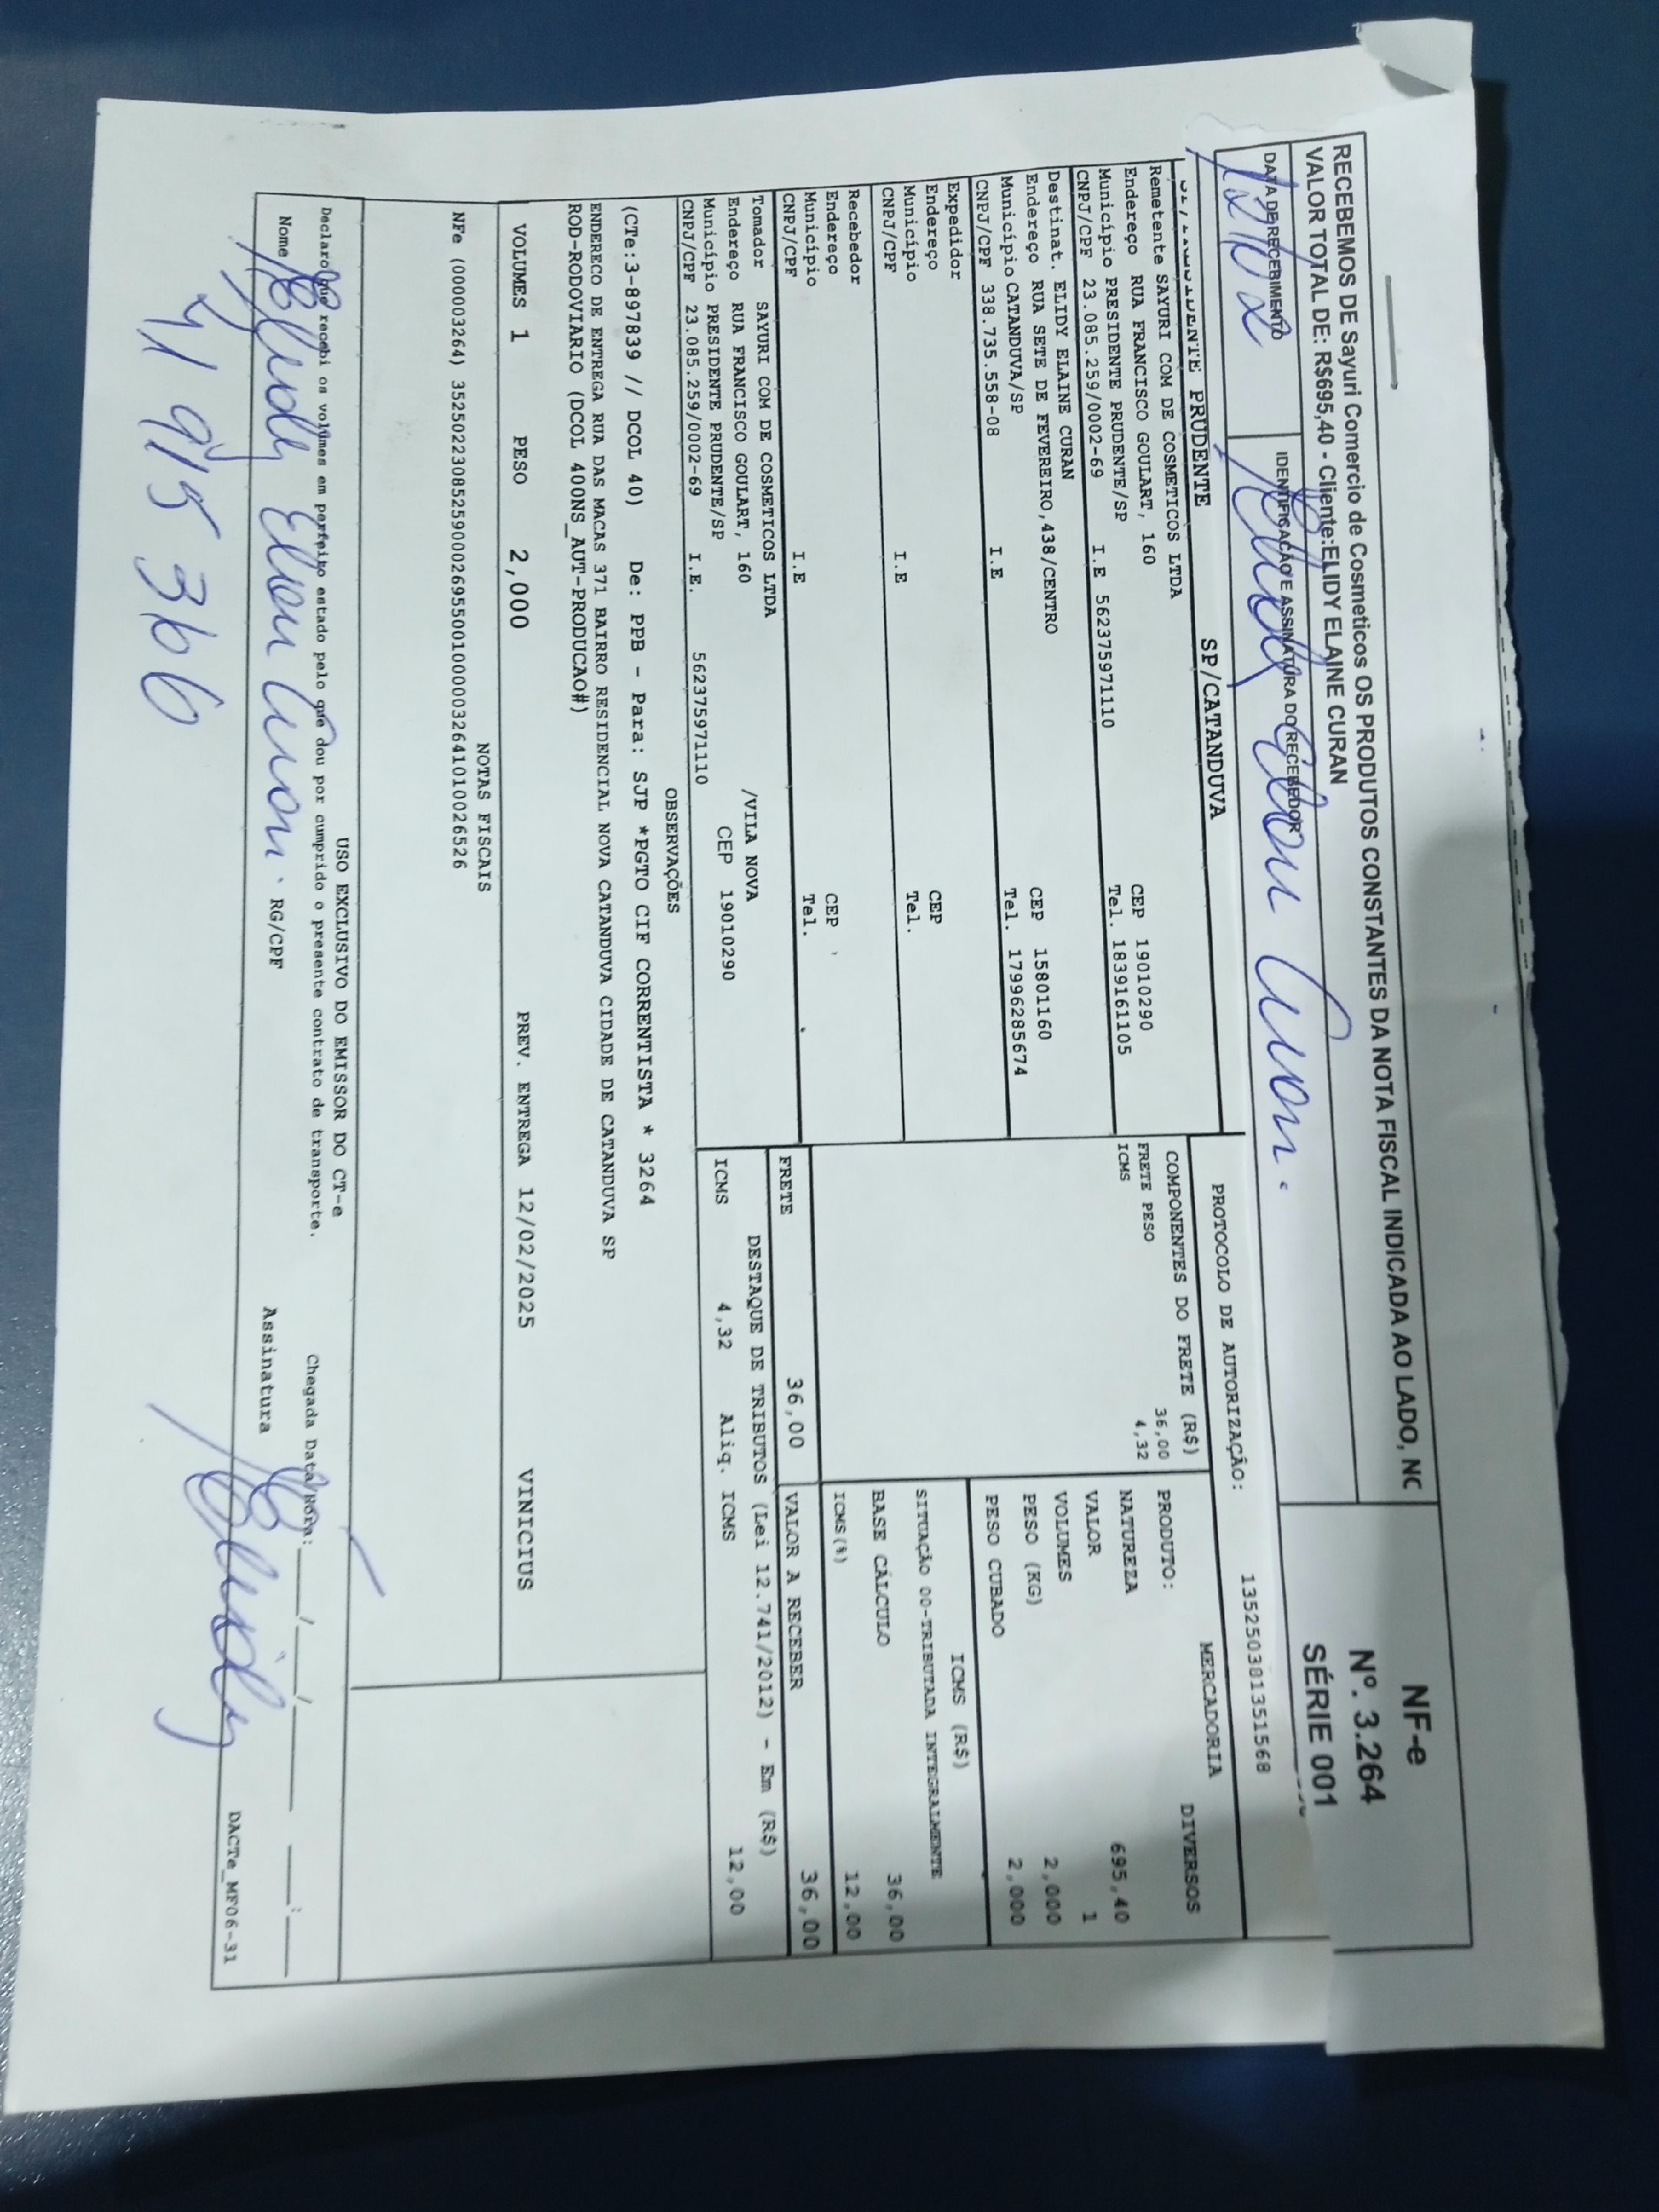 RECEBEMOS DE Sayuri Comercio de Cosmeticos OS PRODUTOS CONSTANTES DA NOTA FISCAL INDICADA AO LADO, NC
VALOR TOTAL DE: R$695,40 - Cliente:ELIDY ELAINE CURAN
NF-e
Nº. 3.264
SÉRIE 001
DATA DE RECEBIMENTO
IDENTIFICAÇÃO E ASSINATURA DO RECEBEDOR
PRUDENTE SP/CATANDUVA
PROTOCOLO DE AUTORIZAÇÃO: 135250381351568
Remetente SAYURI COM DE COSMETICOS LTDA
Endereço RUA FRANCISCO GOULART, 160 CEP 19010290
Município PRESIDENTE PRUDENTE/SP Tel. 1839161105
CNPJ/CPF 23.085.259/0002-69 I.E 562375971110
Destinat. ELIDY ELAINE CURAN
Endereço RUA SETE DE FEVEREIRO,438/CENTRO CEP 15801160
Município CATANDUVA/SP Tel. 17996285674
CNPJ/CPF 338.735.558-08 I.E
Expedidor
Endereço CEP
Município Tel.
CNPJ/CPF I.E
Recebedor
Endereço CEP
Município Tel.
CNPJ/CPF I.E
Tomador SAYURI COM DE COSMETICOS LTDA
Endereço RUA FRANCISCO GOULART, 160 /VILA NOVA
Município PRESIDENTE PRUDENTE/SP CEP 19010290
CNPJ/CPF 23.085.259/0002-69 I.E. 562375971110
COMPONENTES DO FRETE (R$)
FRETE PESO 36,00
ICMS 4,32
MERCADORIA
PRODUTO: DIVERSOS
NATUREZA
VALOR 695,40
VOLUMES 1
PESO (KG) 2,000
PESO CUBADO 2,000
ICMS (R$)
SITUAÇÃO 00-TRIBUTADA INTEGRALMENTE
BASE CÁLCULO 36,00
ICMS(%) 12,00
FRETE 36,00
VALOR A RECEBER 36,00
DESTAQUE DE TRIBUTOS (Lei 12.741/2012) - Em (R$)
ICMS 4,32 Aliq. ICMS 12,00
OBSERVAÇÕES
(CTe:3-897839 // DCOL 40) De: PPB - Para: SJP *PGTO CIF CORRENTISTA * 3264
ENDERECO DE ENTREGA RUA DAS MACAS 371 BAIRRO RESIDENCIAL NOVA CATANDUVA CIDADE DE CATANDUVA SP
ROD-RODOVIARIO (DCOL 400NS_AUT-PRODUCAO#)
VOLUMES 1 PESO 2,000 PREV. ENTREGA 12/02/2025 VINICIUS
NOTAS FISCAIS
NFe (000003264) 35250223085259000269550010000032641010026526
USO EXCLUSIVO DO EMISSOR DO CT-e
Declaro que recebi os volumes em perfeito estado pelo que dou por cumprido o presente contrato de transporte. Chegada Data/Hora: ___/___/_____ ___:___
Nome Elidy Elaine Curan. RG/CPF Assinatura Elidy
DACTe_MF06-31
41 915 366